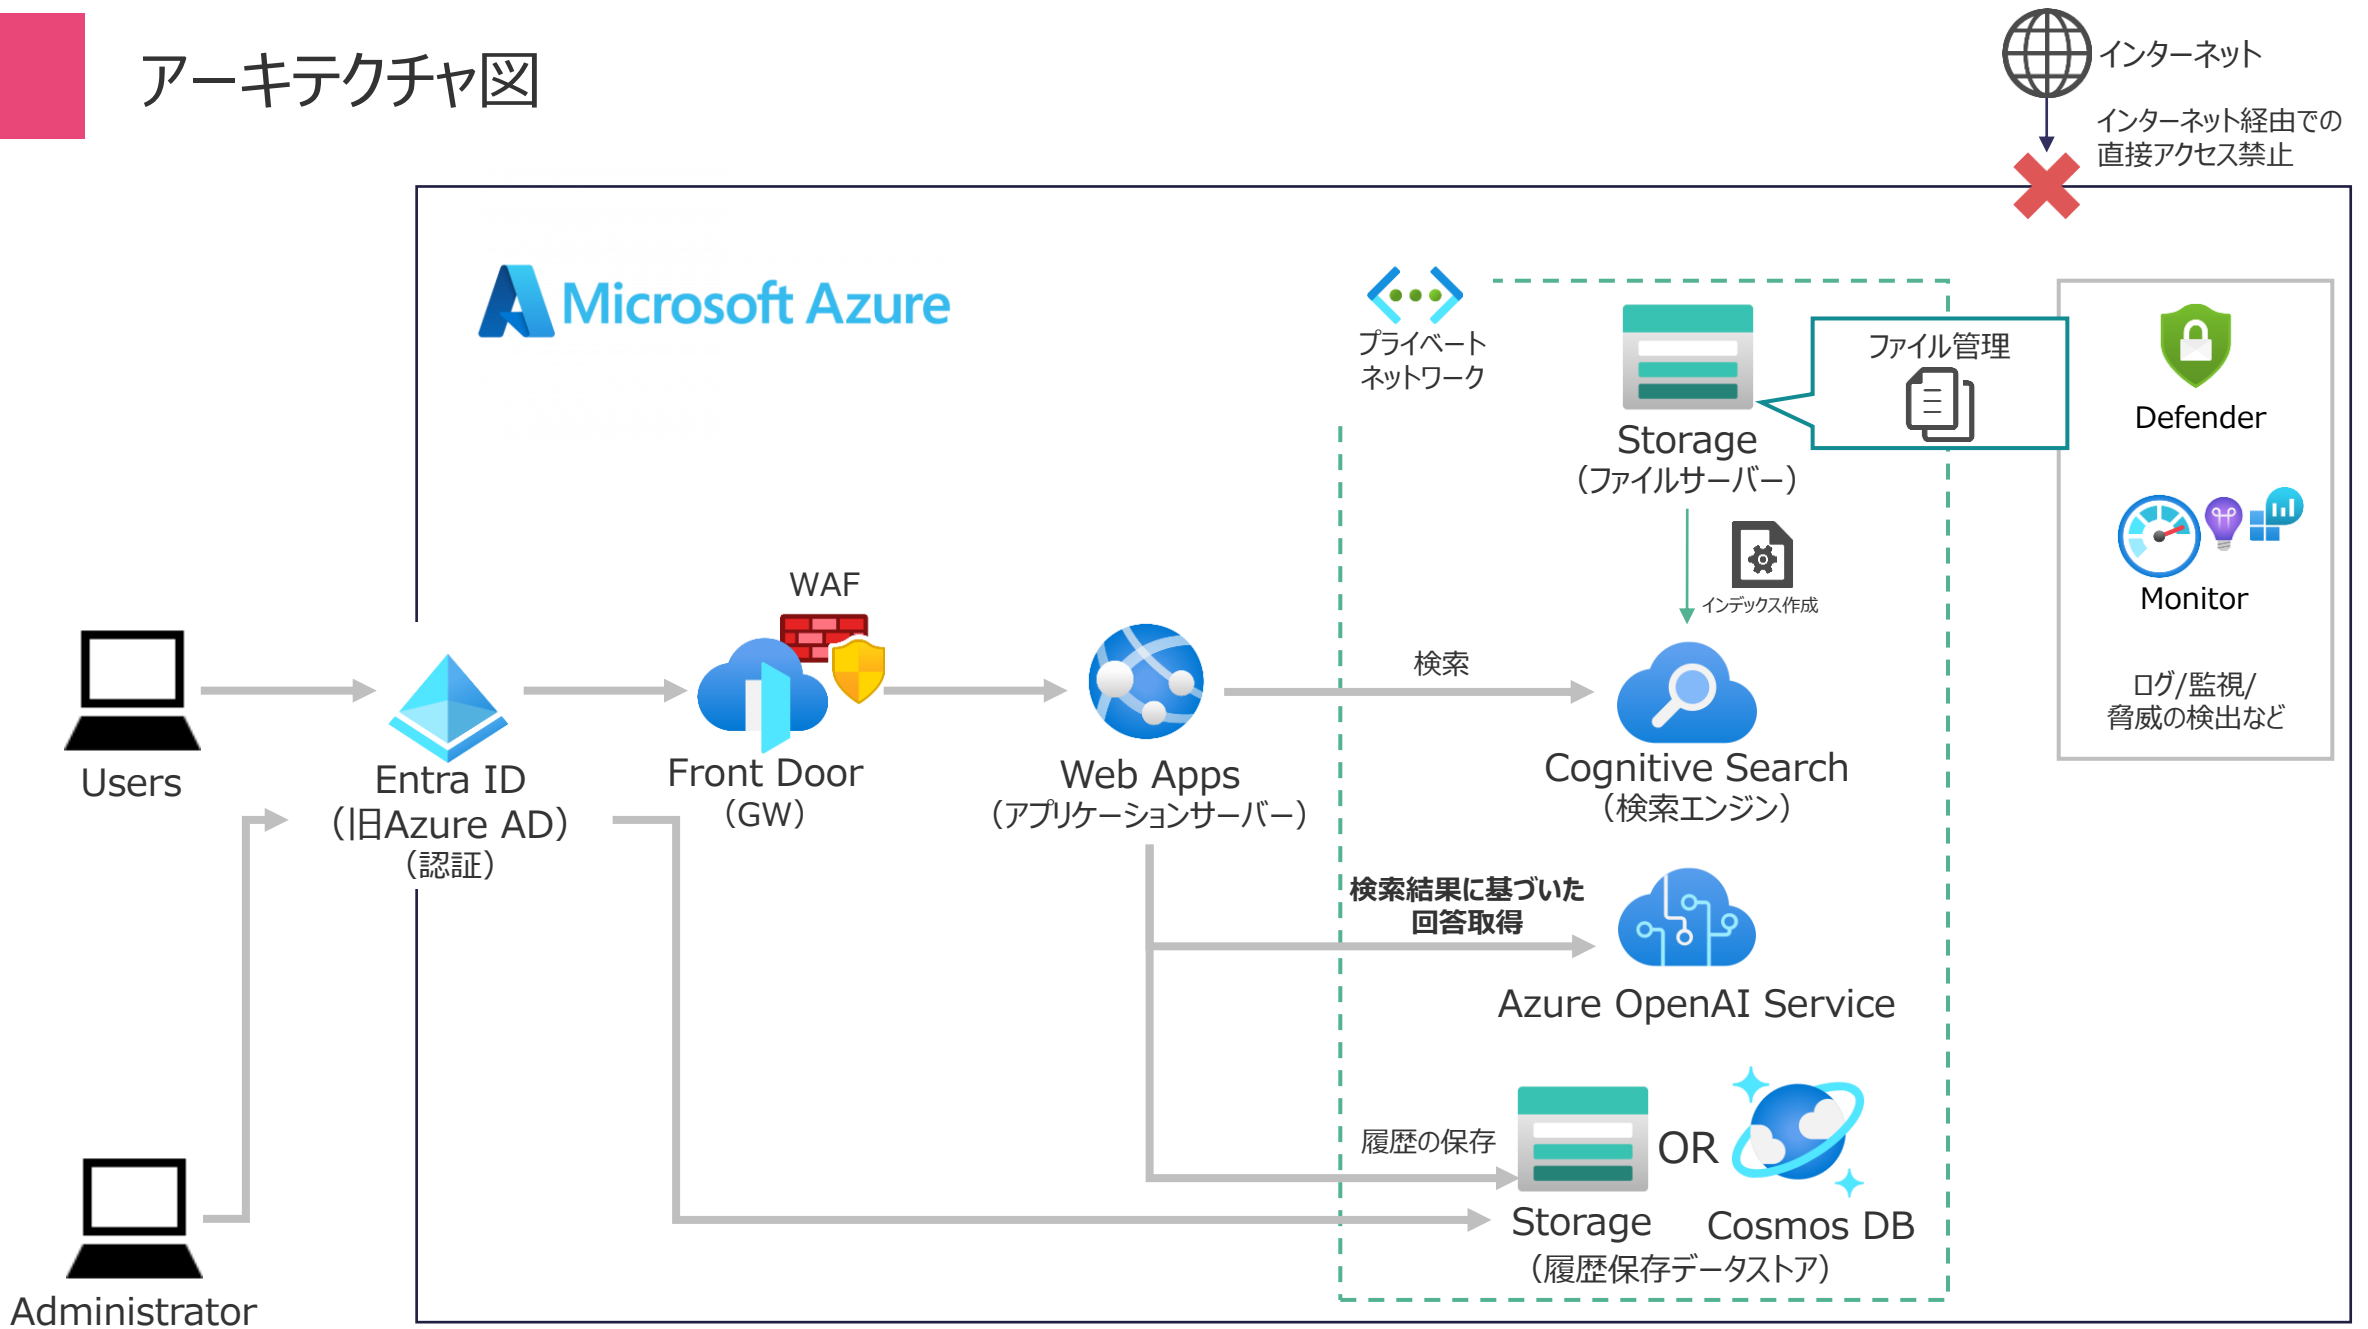 アーキテクチャ図
インターネット
インターネット経由での
直接アクセス禁止
Microsoft Azure
プライベート
ネットワーク
ファイル管理
Storage
（ファイルサーバー）
インデックス作成
Defender
Monitor
ログ/監視/
脅威の検出など
WAF
検索
Users
Entra ID
（旧Azure AD）
（認証）
Front Door
（GW）
Web Apps
（アプリケーションサーバー）
Cognitive Search
（検索エンジン）
検索結果に基づいた
回答取得
Azure OpenAI Service
履歴の保存
OR
Storage
Cosmos DB
（履歴保存データストア）
Administrator